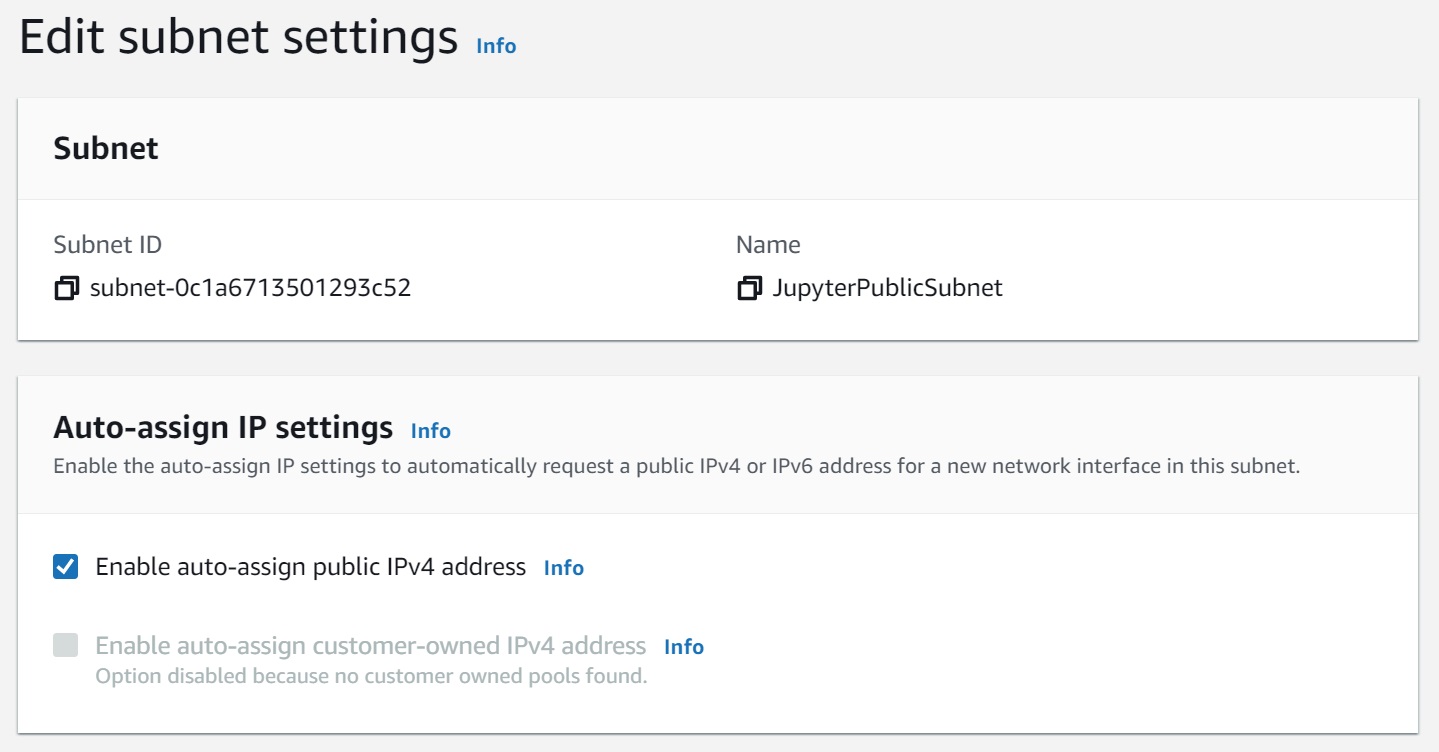 Edit subnet settings Info
Subnet
Subnet ID Name
subnet-0c1a6713501293c52 JupyterPublicSubnet
Auto-assign IP settings Info
Enable the auto-assign IP settings to automatically request a public IPv4 or IPv6 address for a new network interface in this subnet.
Enable auto-assign public IPv4 address Info
Enable auto-assign customer-owned IPv4 address Info
Option disabled because no customer owned pools found.